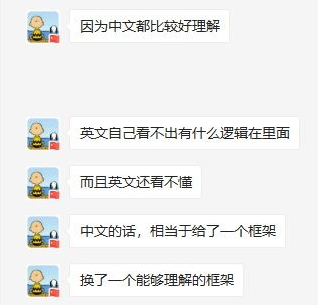 因为中文都比较好理解
英文自己看不出有什么逻辑在里面
而且英文还看不懂
中文的话，相当于给了一个框架
换了一个能够理解的框架